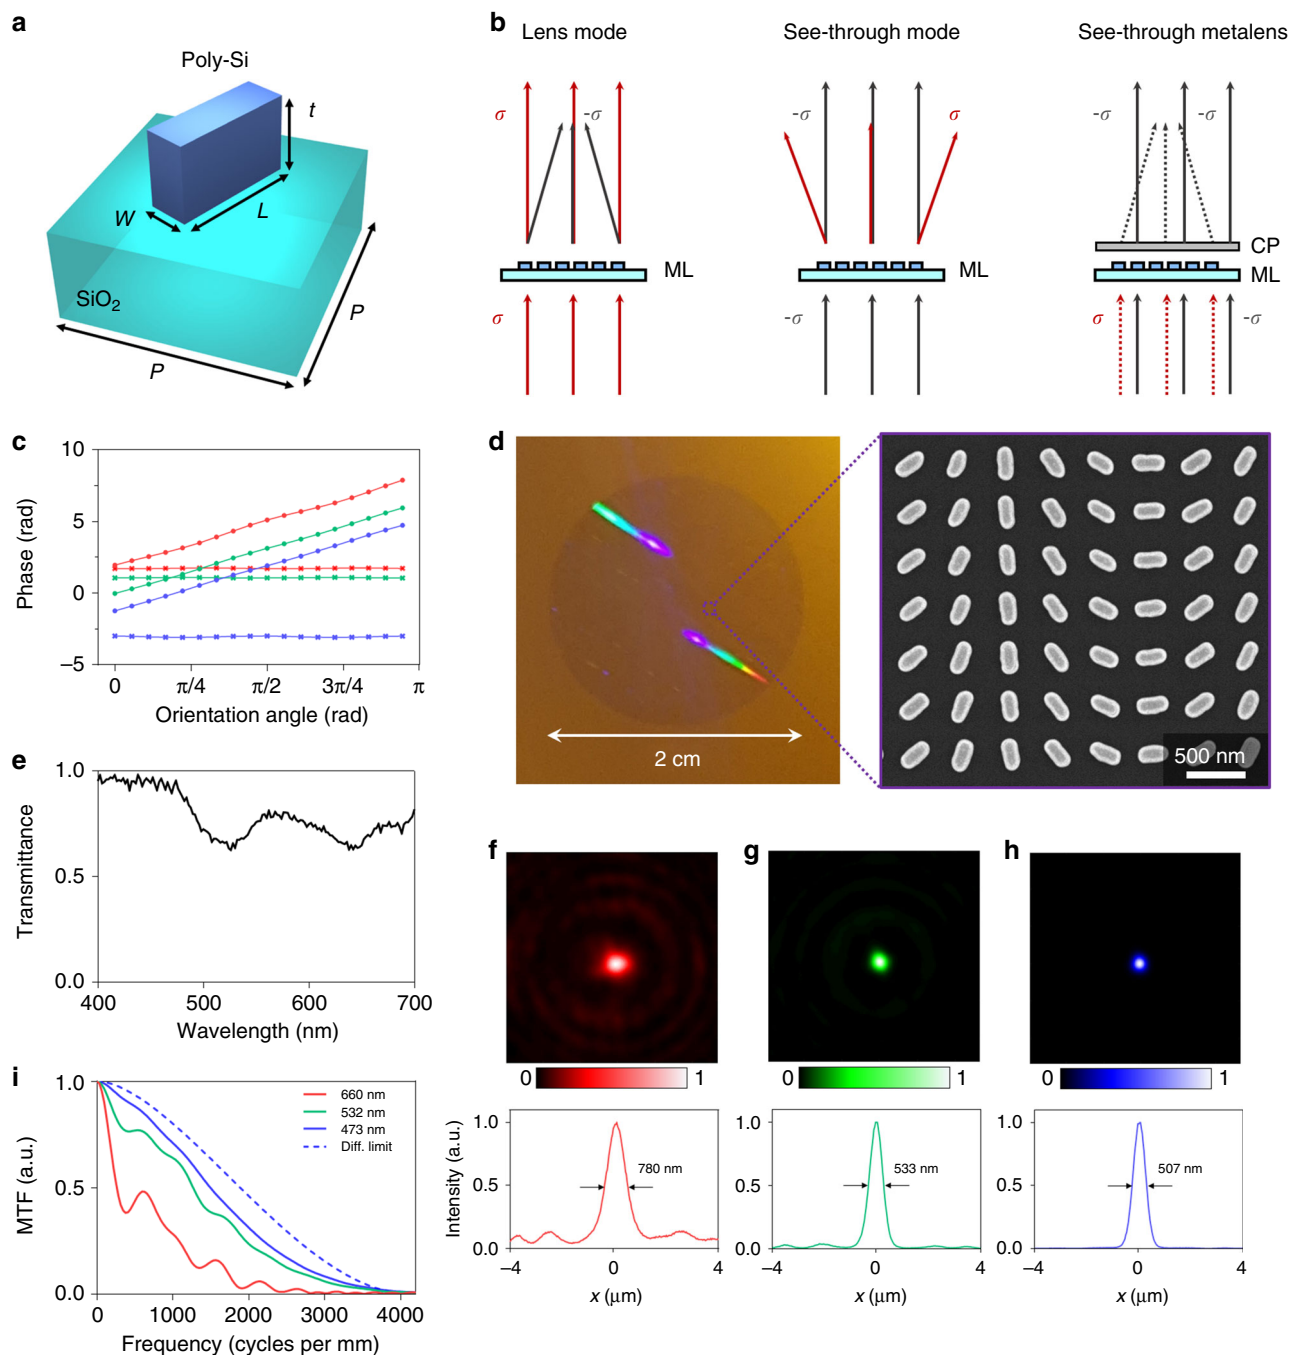 a
Poly-Si
t
W
L
SiO2
P
P
b
Lens mode
See-through mode
See-through metalens
σ
-σ
-σ
σ
-σ
-σ
CP
ML
ML
ML
σ
-σ
σ
-σ
c
10
5
0
–5
Phase (rad)
0
π/4
π/2
3π/4
π
Orientation angle (rad)
d
2 cm
500 nm
e
1.0
0.5
0.0
Transmittance
400
500
600
700
Wavelength (nm)
f
0
1
g
0
1
h
0
1
1.0
0.5
0.0
Intensity (a.u.)
780 nm
–4
0
4
x (μm)
1.0
0.5
0.0
533 nm
–4
0
4
x (μm)
1.0
0.5
0.0
507 nm
–4
0
4
x (μm)
i
1.0
0.5
0.0
MTF (a.u.)
660 nm
532 nm
473 nm
Diff. limit
0
1000
2000
3000
4000
Frequency (cycles per mm)